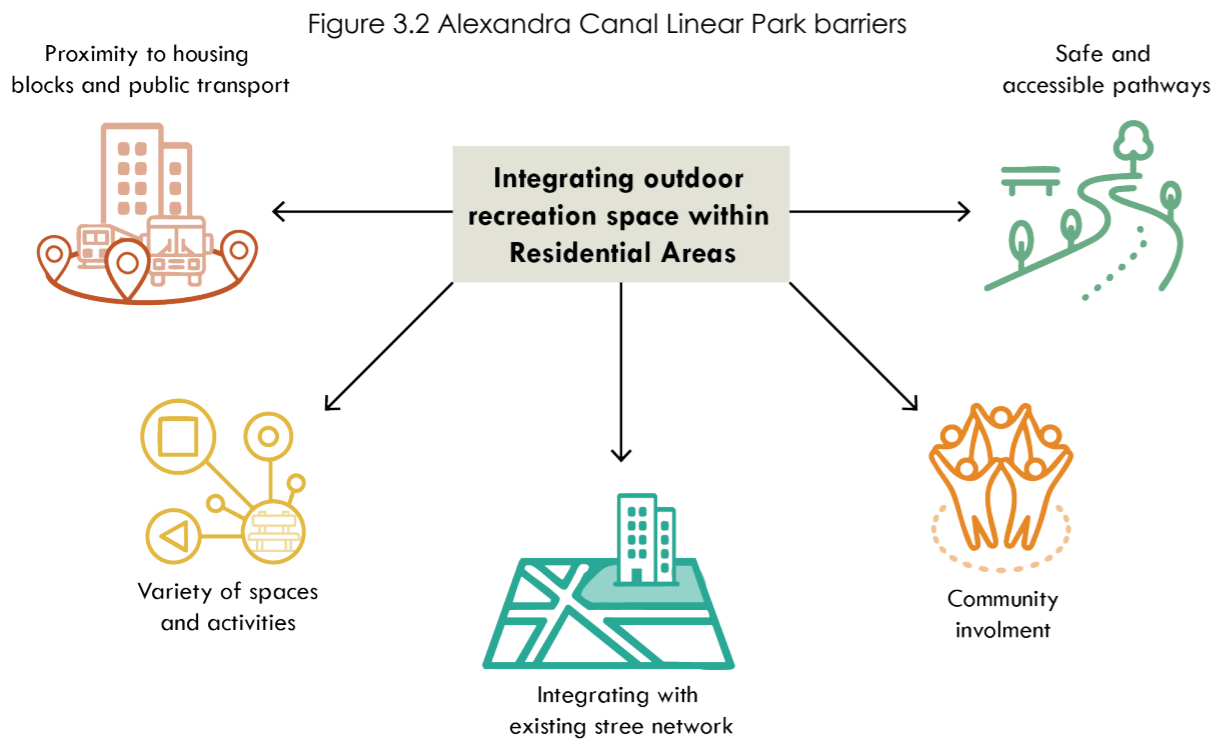 Figure 3.2 Alexandra Canal Linear Park barriers
Proximity to housing
blocks and public transport
Safe and
accessible pathways
Integrating outdoor
recreation space within
Residential Areas
Variety of spaces
and activities
Community
involment
Integrating with
existing stree network